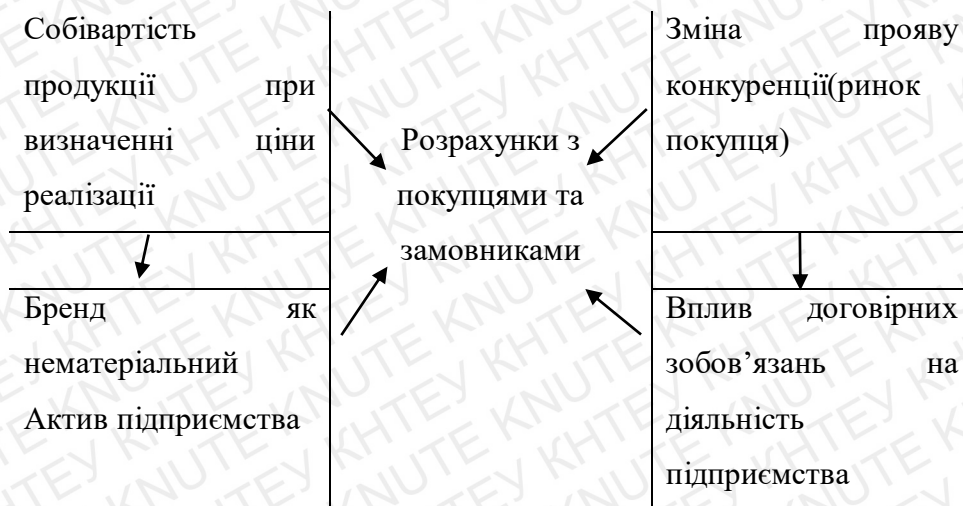 Собівартість
продукції при
визначенні ціни
реалізації
Розрахунки з
покупцями та
замовниками
Зміна прояву
конкуренції(ринок
покупця)
Бренд як
нематеріальний
Актив підприємства
Вплив договірних
зобов’язань на
діяльність
підприємства